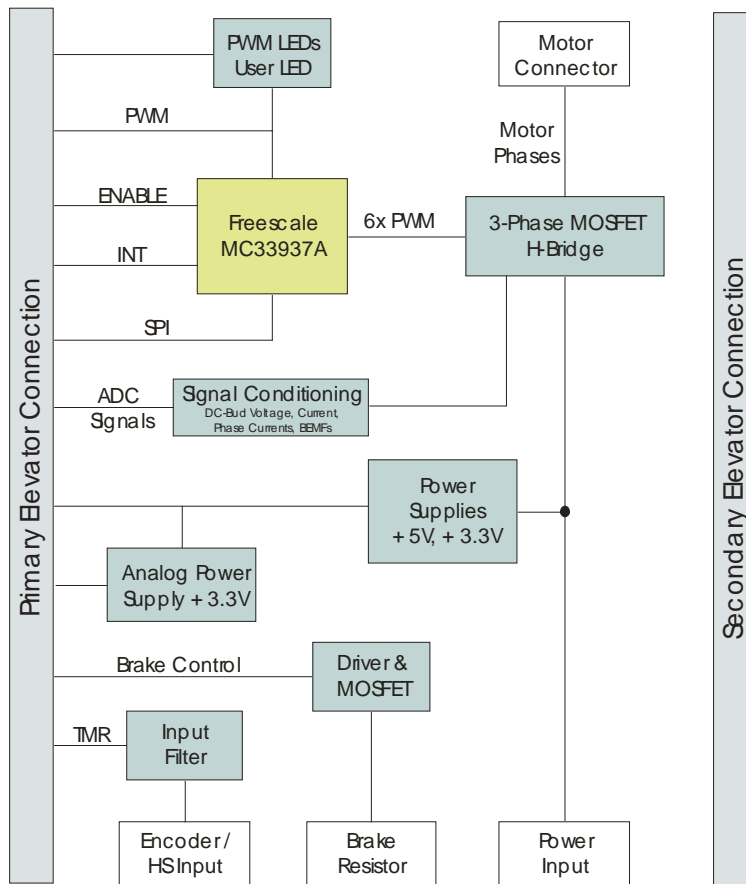 PWM LEDs
User LED
Motor
Connector
PWM
Motor
Phases
ENABLE
Freescale
MC33937A
6x PWM
3-Phase MOSFET
H-Bridge
INT
SPI
ADC
Signals
Signal Conditioning
DC-Bud Voltage, Current,
Phase Currents, BEMFs
Power
Supplies
+ 5V, + 3.3V
Analog Power
Supply + 3.3V
Brake Control
Driver &
MOSFET
TMR
Input
Filter
Encoder /
HS Input
Brake
Resistor
Power
Input
Primary Elevator Connection
Secondary Elevator Connection